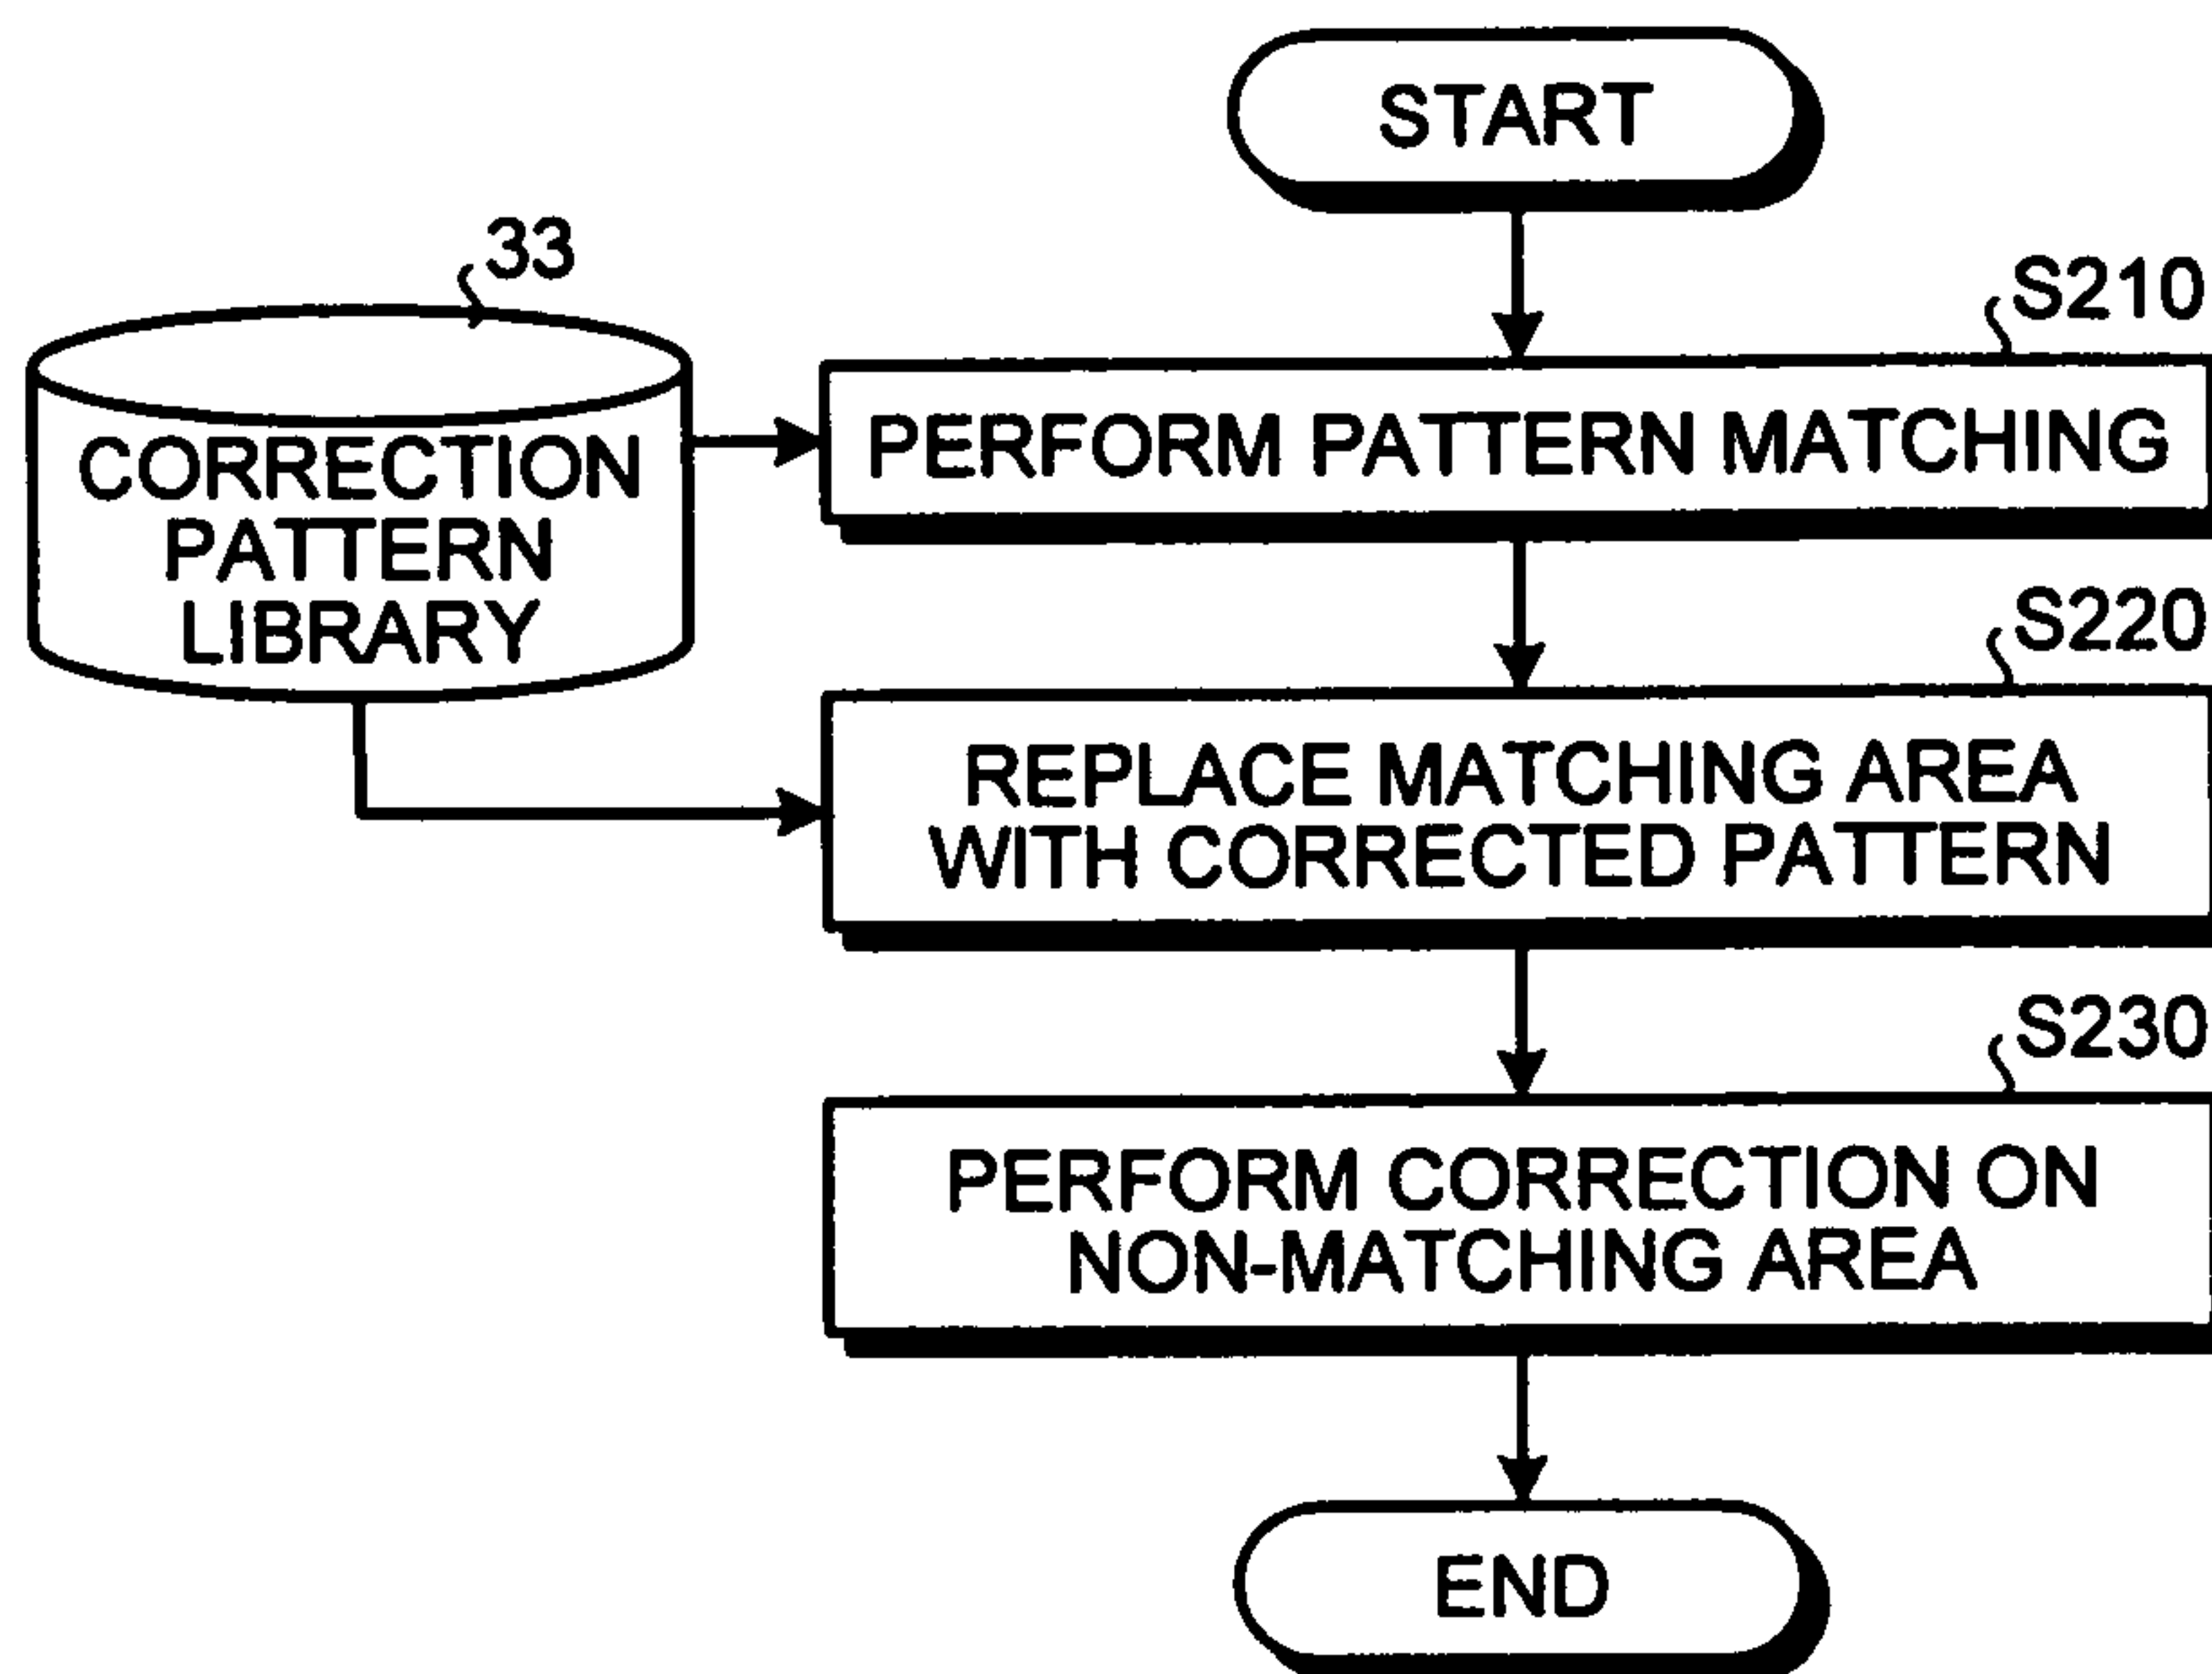 START
33
S210
CORRECTION
PATTERN
LIBRARY
PERFORM PATTERN MATCHING
S220
REPLACE MATCHING AREA
WITH CORRECTED PATTERN
S230
PERFORM CORRECTION ON
NON-MATCHING AREA
END